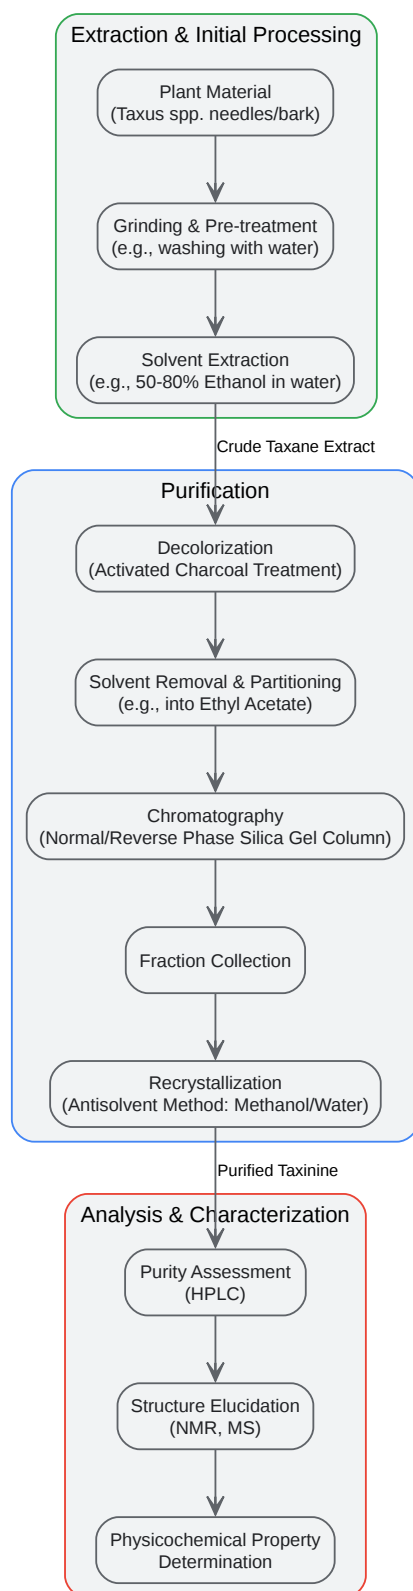 Extraction & Initial Processing
Plant Material
(Taxus spp. needles/bark)
Grinding & Pre-treatment
(e.g., washing with water)
Solvent Extraction
(e.g., 50-80% Ethanol in water)
Crude Taxane Extract
Purification
Decolorization
(Activated Charcoal Treatment)
Solvent Removal & Partitioning
(e.g., into Ethyl Acetate)
Chromatography
(Normal/Reverse Phase Silica Gel Column)
Fraction Collection
Recrystallization
(Antisolvent Method: Methanol/Water)
Purified Taxinine
Analysis & Characterization
Purity Assessment
(HPLC)
Structure Elucidation
(NMR, MS)
Physicochemical Property
Determination